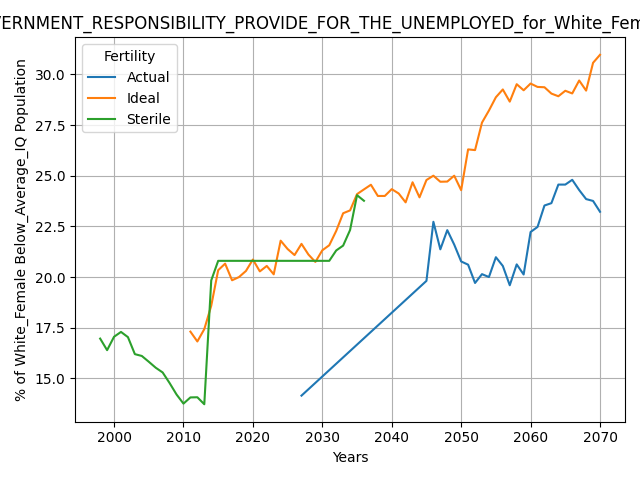 VERNMENT_RESPONSIBILITY_PROVIDE_FOR_THE_UNEMPLOYED_for_White_Fem
Fertility
Actual
Ideal
Sterile
% of White_Female Below_Average_IQ Population
30.0
27.5
25.0
22.5
20.0
17.5
15.0
2000 2010 2020 2030 2040 2050 2060 2070
Years